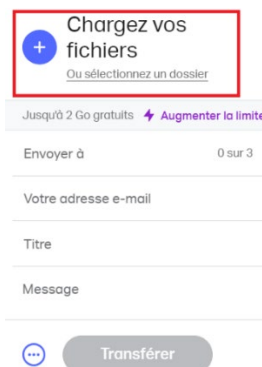 Chargez vos
fichiers
Ou sélectionnez un dossier
Jusqu'à 2 Go gratuits Augmenter la limite
Envoyer à 0 sur 3
Votre adresse e-mail
Titre
Message
Transférer